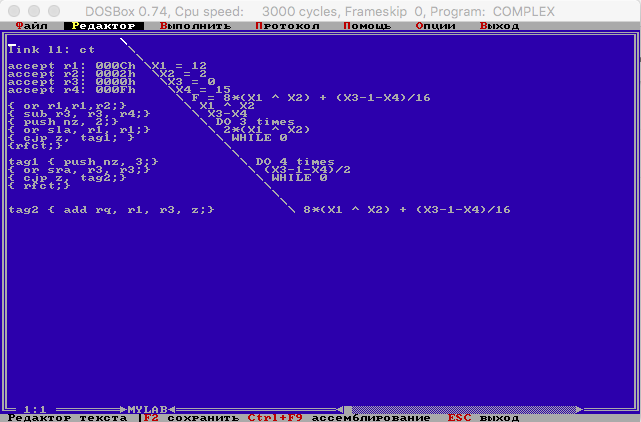 DOSBox 0.74, Cpu speed: 3000 cycles, Frameskip 0, Program: COMPLEX
Файл Редактор Выполнить Протокол Помощь Опции Выход
link l1: ct
accept r1: 000Ch \X1 = 12
accept r2: 0002h \X2 = 2
accept r3: 0000h \X3 = 0
accept r4: 000Fh \X4 = 15
\ F = 8*(X1 ^ X2) + (X3-1-X4)/16
{ or r1,r1,r2;} \X1 ^ X2
{ sub r3, r3, r4;} \X3-X4
{ push nz, 2;} \ DO 3 times
{ or sla, r1, r1;} \ 2*(X1 ^ X2)
{ cjp z, tag1; } \ WHILE 0
{rfct;}
tag1 { push nz, 3;} \ DO 4 times
{ or sra, r3, r3;} \ (X3-1-X4)/2
{ cjp z, tag2;} \ WHILE 0
{ rfct;}
tag2 { add rq, r1, r3, z;} \ 8*(X1 ^ X2) + (X3-1-X4)/16
1:1 MYLAB
Редактор текста F2 сохранить Ctrl+F9 ассемблирование ESC выход